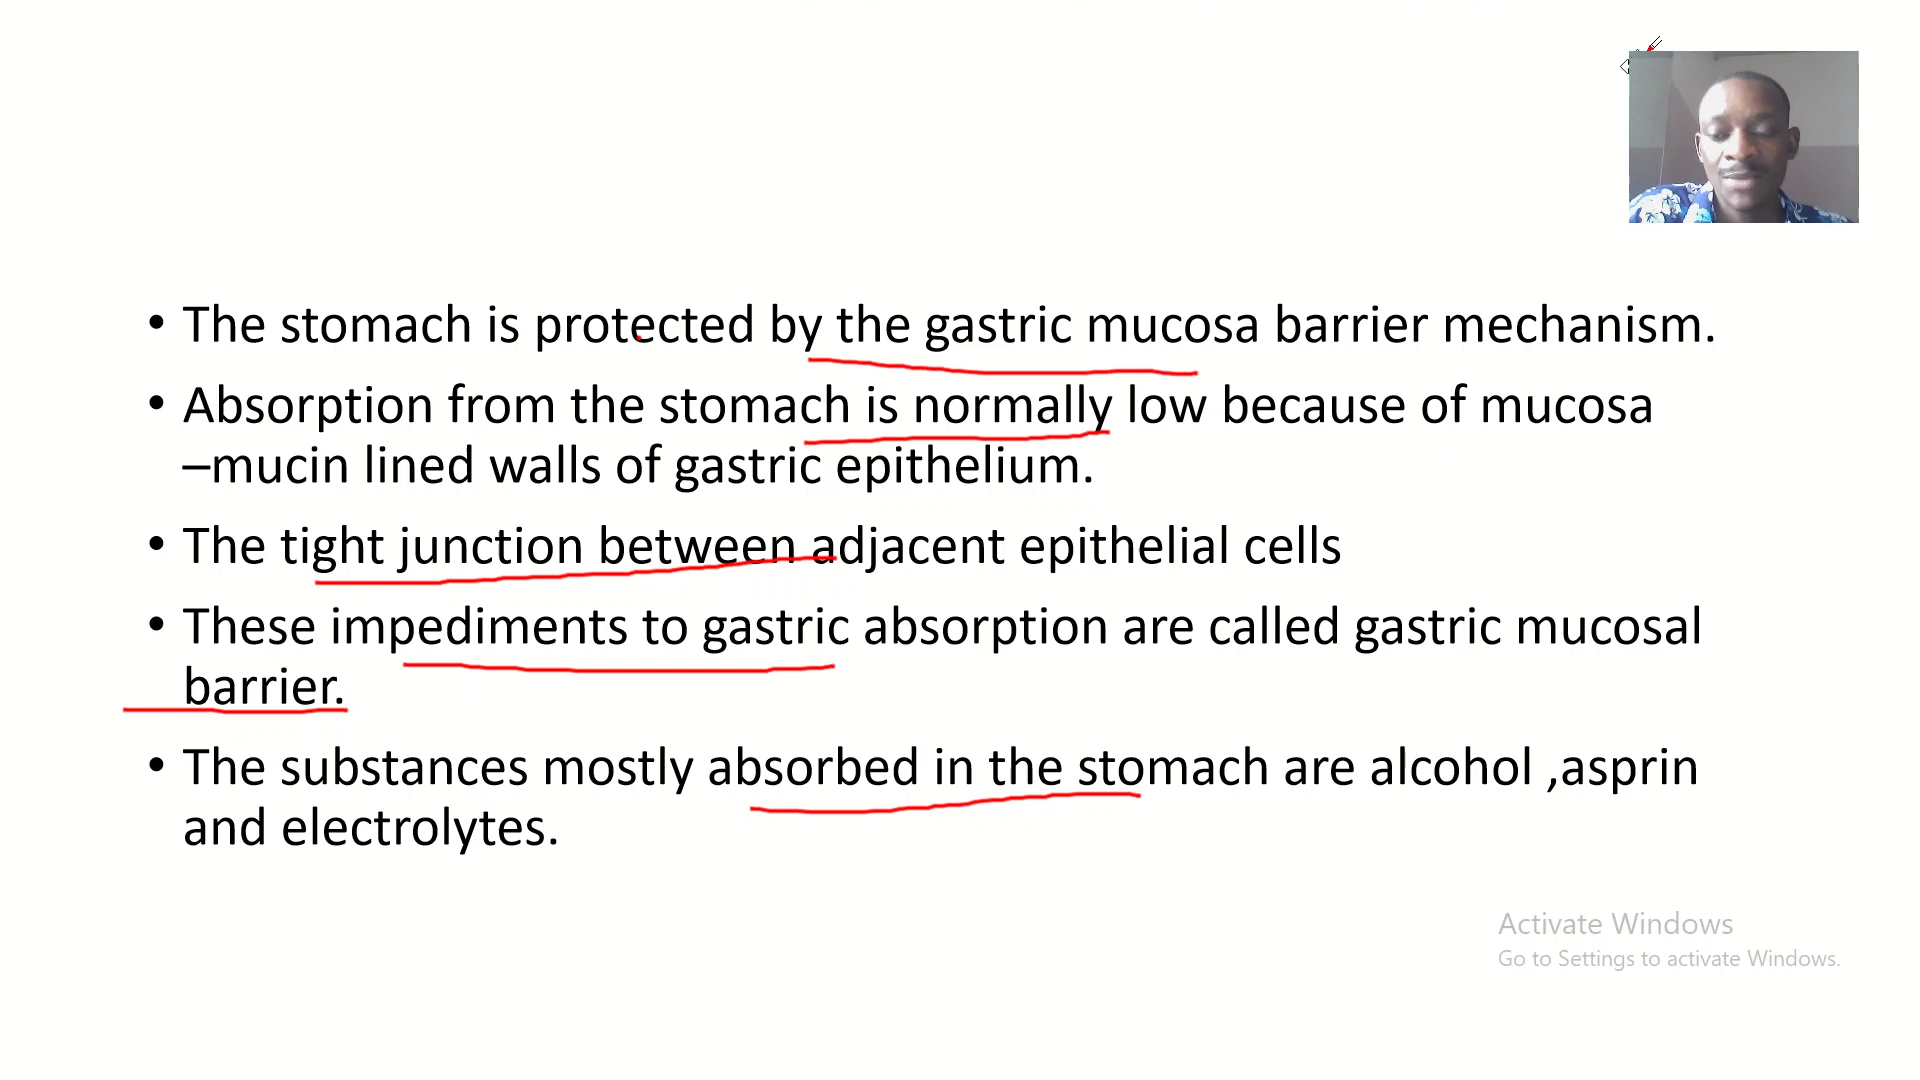 • The stomach is protected by the gastric mucosa barrier mechanism.
• Absorption from the stomach is normally low because of mucosa
–mucin lined walls of gastric epithelium.
• The tight junction between adjacent epithelial cells
• These impediments to gastric absorption are called gastric mucosal
barrier.
• The substances mostly absorbed in the stomach are alcohol ,asprin
and electrolytes.
Activate Windows
Go to Settings to activate Windows.